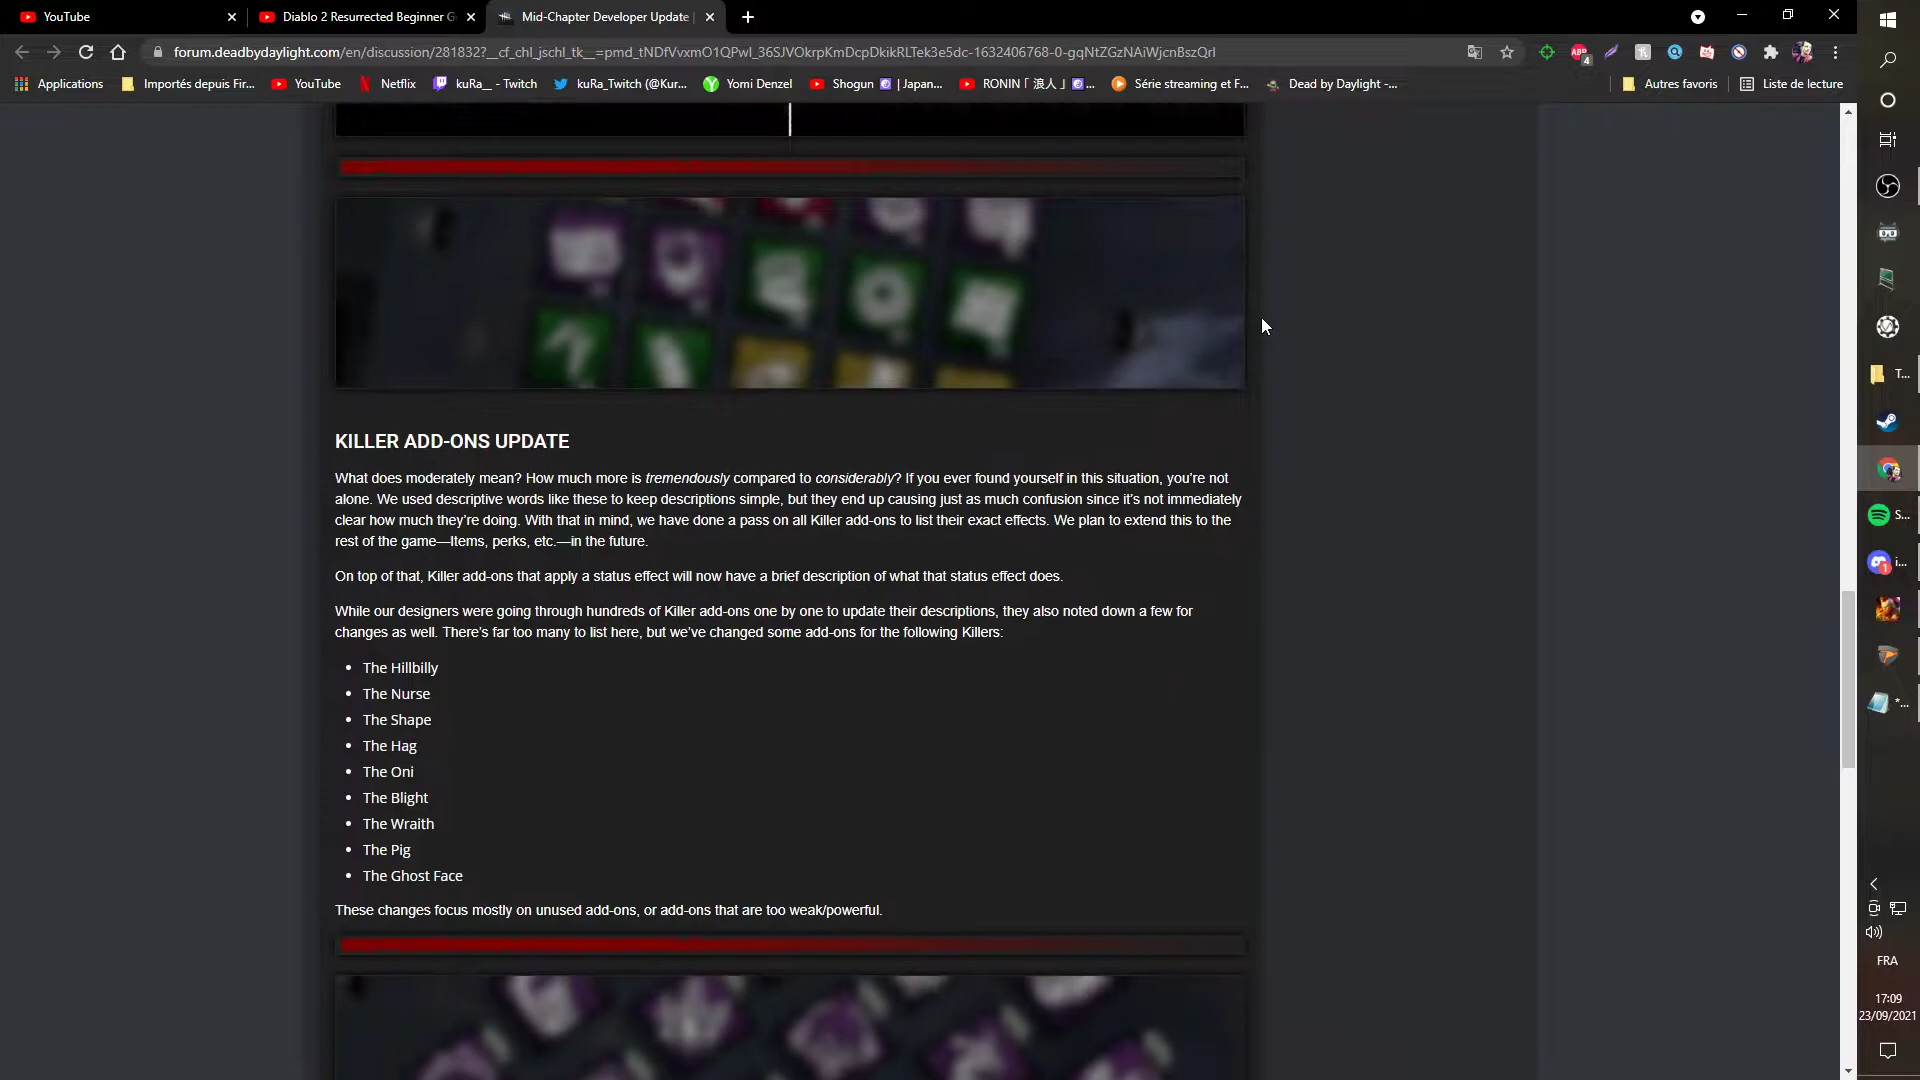 YouTube
Diablo 2 Resurrected Beginner G
Mid-Chapter Developer Update |
forum.deadbydaylight.com/en/discussion/281832?__cf_chl_jschl_tk__=pmd_tNDfVvxmO1QPwl_36SJVOkrpKmDcpDkikRLTek3e5dc-1632406768-0-gqNtZGzNAiWjcnBszQrl
4
Applications
Importés depuis Fir...
YouTube
Netflix
kuRa__ - Twitch
kuRa_Twitch (@Kur...
Yomi Denzel
Shogun | Japan...
RONIN「 浪人 」...
Série streaming et F...
Dead by Daylight -...
Autres favoris
Liste de lecture
KILLER ADD-ONS UPDATE
What does moderately mean? How much more is tremendously compared to considerably? If you ever found yourself in this situation, you’re not
alone. We used descriptive words like these to keep descriptions simple, but they end up causing just as much confusion since it’s not immediately
clear how much they’re doing. With that in mind, we have done a pass on all Killer add-ons to list their exact effects. We plan to extend this to the
rest of the game—Items, perks, etc.—in the future.
On top of that, Killer add-ons that apply a status effect will now have a brief description of what that status effect does.
While our designers were going through hundreds of Killer add-ons one by one to update their descriptions, they also noted down a few for
changes as well. There’s far too many to list here, but we’ve changed some add-ons for the following Killers:
• The Hillbilly
• The Nurse
• The Shape
• The Hag
• The Oni
• The Blight
• The Wraith
• The Pig
• The Ghost Face
These changes focus mostly on unused add-ons, or add-ons that are too weak/powerful.
T...
S...
1
i...
*...
FRA
17:09
23/09/2021